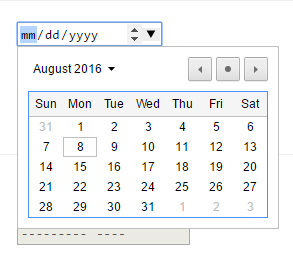 mm/dd/yyyy
August 2016
Sun Mon Tue Wed Thu Fri Sat
31 1 2 3 4 5 6
7 8 9 10 11 12 13
14 15 16 17 18 19 20
21 22 23 24 25 26 27
28 29 30 31 1 2 3
--------- ----